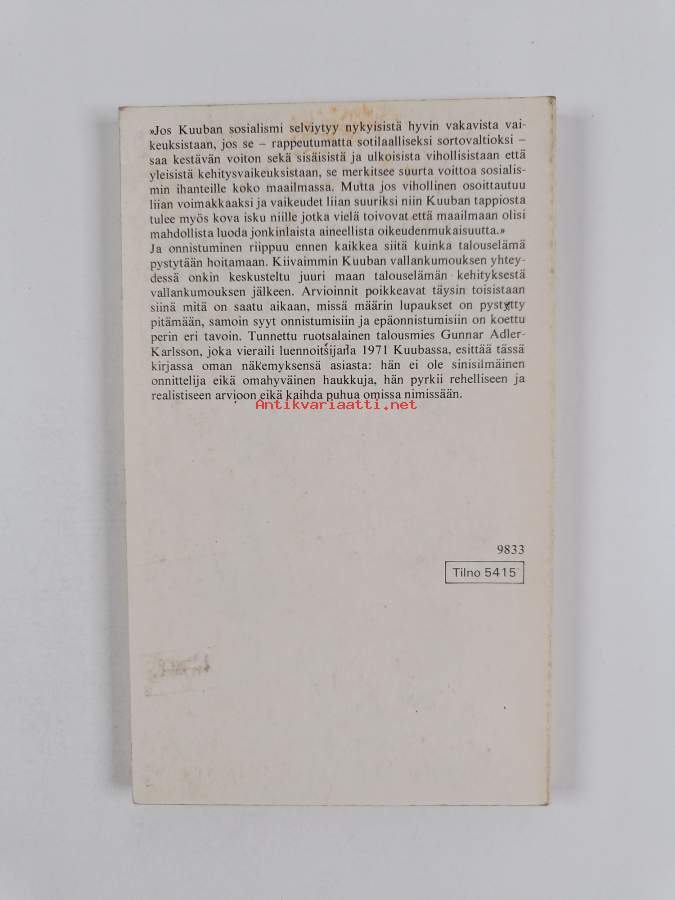 »Jos Kuuban sosialismi selviytyy nykyisistä hyvin vakavista vai-
keuksistaan, jos se – rappeutumatta sotilaalliseksi sortovaltioksi –
saa kestävän voiton sekä sisäisistä ja ulkoisista vihollisistaan että
yleisistä kehitysvaikeuksistaan, se merkitsee suurta voittoa sosialis-
min ihanteille koko maailmassa. Mutta jos vihollinen osoittautuu
liian voimakkaaksi ja vaikeudet liian suuriksi niin Kuuban tappiosta
tulee myös kova isku niille jotka vielä toivovat että maailmaan olisi
mahdollista luoda jonkinlaista aineellista oikeudenmukaisuutta.»
Ja onnistuminen riippuu ennen kaikkea siitä kuinka talouselämä
pystytään hoitamaan. Kiivaimmin Kuuban vallankumouksen yhtey-
dessä onkin keskusteltu juuri maan talouselämän kehityksestä
vallankumouksen jälkeen. Arvioinnit poikkeavat täysin toisistaan
siinä mitä on saatu aikaan, missä määrin lupaukset on pystytty
pitämään, samoin syyt onnistumisiin ja epäonnistumisiin on koettu
perin eri tavoin. Tunnettu ruotsalainen talousmies Gunnar Adler-
Karlsson, joka vieraili luennoitsijana 1971 Kuubassa, esittää tässä
kirjassa oman näkemyksensä asiasta: hän ei ole sinisilmäinen
onnittelija eikä omahyväinen haukkuja, hän pyrkii rehelliseen ja
realistiseen arvioon eikä kaihda puhua omissa nimissään.
Antikvariaatti.net
9833
Tilno 5415